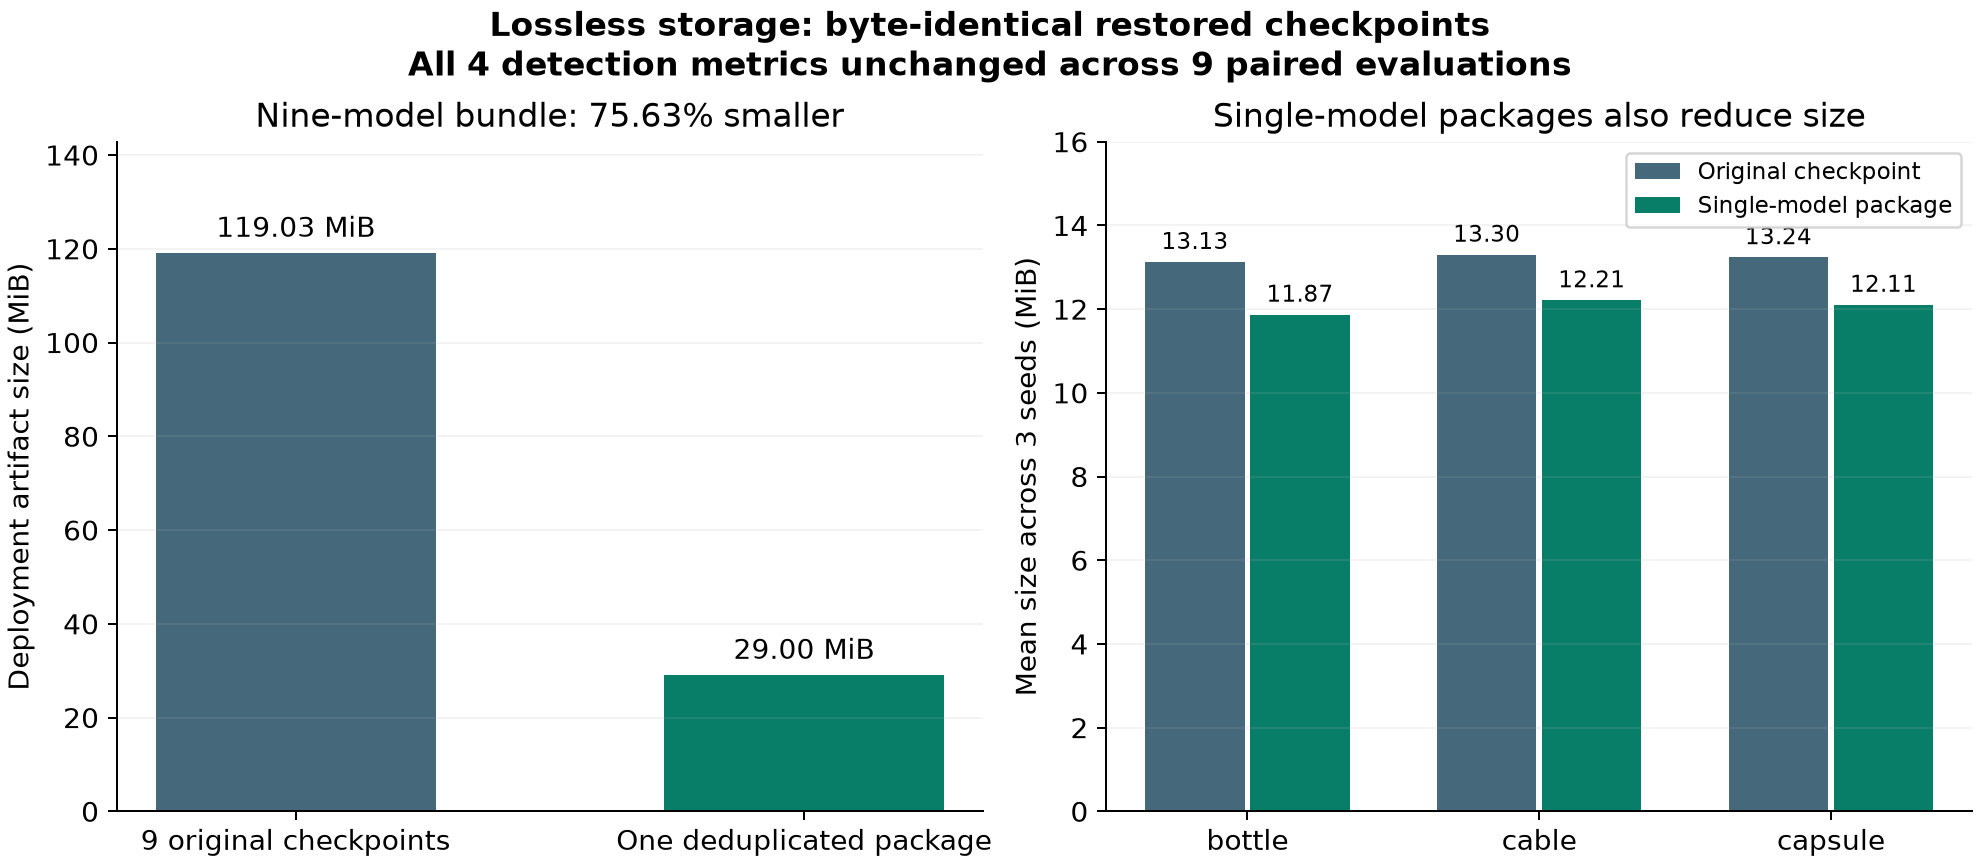 Lossless storage: byte-identical restored checkpoints
All 4 detection metrics unchanged across 9 paired evaluations
Nine-model bundle: 75.63% smaller
Deployment artifact size (MiB)
140
120
100
80
60
40
20
0
119.03 MiB
29.00 MiB
9 original checkpoints
One deduplicated package
Single-model packages also reduce size
Mean size across 3 seeds (MiB)
16
14
12
10
8
6
4
2
0
Original checkpoint
Single-model package
13.13
11.87
13.30
12.21
13.24
12.11
bottle
cable
capsule